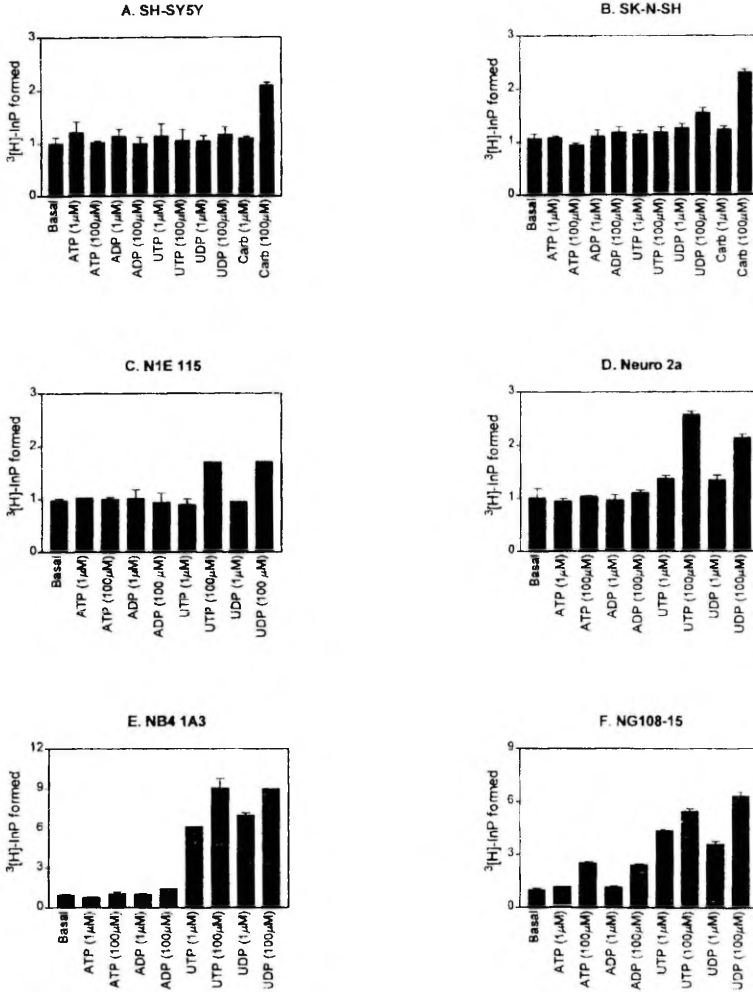 A. SH-SY5Y
3
2
1
0
³[H]-InP formed
Basal
ATP (1μM)
ATP (100μM)
ADP (1μM)
ADP (100μM)
UTP (1μM)
UTP (100μM)
UDP (1μM)
UDP (100μM)
Carb (1μM)
Carb (100μM)
B. SK-N-SH
3
2
1
0
³[H]-InP formed
Basal
ATP (1μM)
ATP (100μM)
ADP (1μM)
ADP (100μM)
UTP (1μM)
UTP (100μM)
UDP (1μM)
UDP (100μM)
Carb (1μM)
Carb (100μM)
C. N1E 115
3
2
1
0
³[H]-InP formed
Basal
ATP (1μM)
ATP (100μM)
ADP (1μM)
ADP (100 μM)
UTP (1μM)
UTP (100μM)
UDP (1μM)
UDP (100 μM)
D. Neuro 2a
3
2
1
0
³[H]-InP formed
Basal
ATP (1μM)
ATP (100μM)
ADP (1μM)
ADP (100μM)
UTP (1μM)
UTP (100μM)
UDP (1μM)
UDP (100μM)
E. NB4 1A3
12
9
6
3
0
³[H]-InP formed
Basal
ATP (1μM)
ATP (100μM)
ADP (1μM)
ADP (100μM)
UTP (1μM)
UTP (100μM)
UDP (1μM)
UDP (100μM)
F. NG108-15
9
6
3
0
³[H]-InP formed
Basal
ATP (1μM)
ATP (100μM)
ADP (1μM)
ADP (100μM)
UTP (1μM)
UTP (100μM)
UDP (1μM)
UDP (100μM)